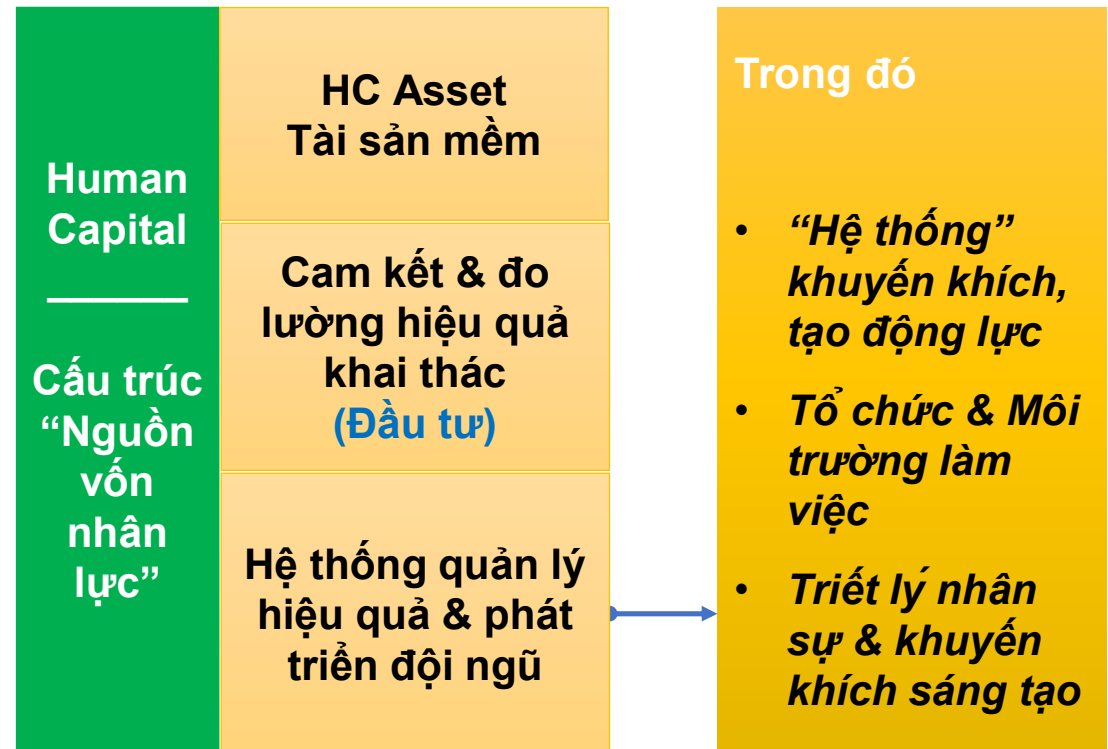 Human
Capital
Cấu trúc
“Nguồn
vốn
nhân
lực”
HC Asset
Tài sản mềm
Cam kết & đo
lường hiệu quả
khai thác
(Đầu tư)
Hệ thống quản lý
hiệu quả & phát
triển đội ngũ
Trong đó
• “Hệ thống”
khuyến khích,
tạo động lực
• Tổ chức & Môi
trường làm
việc
• Triết lý nhân
sự & khuyến
khích sáng tạo